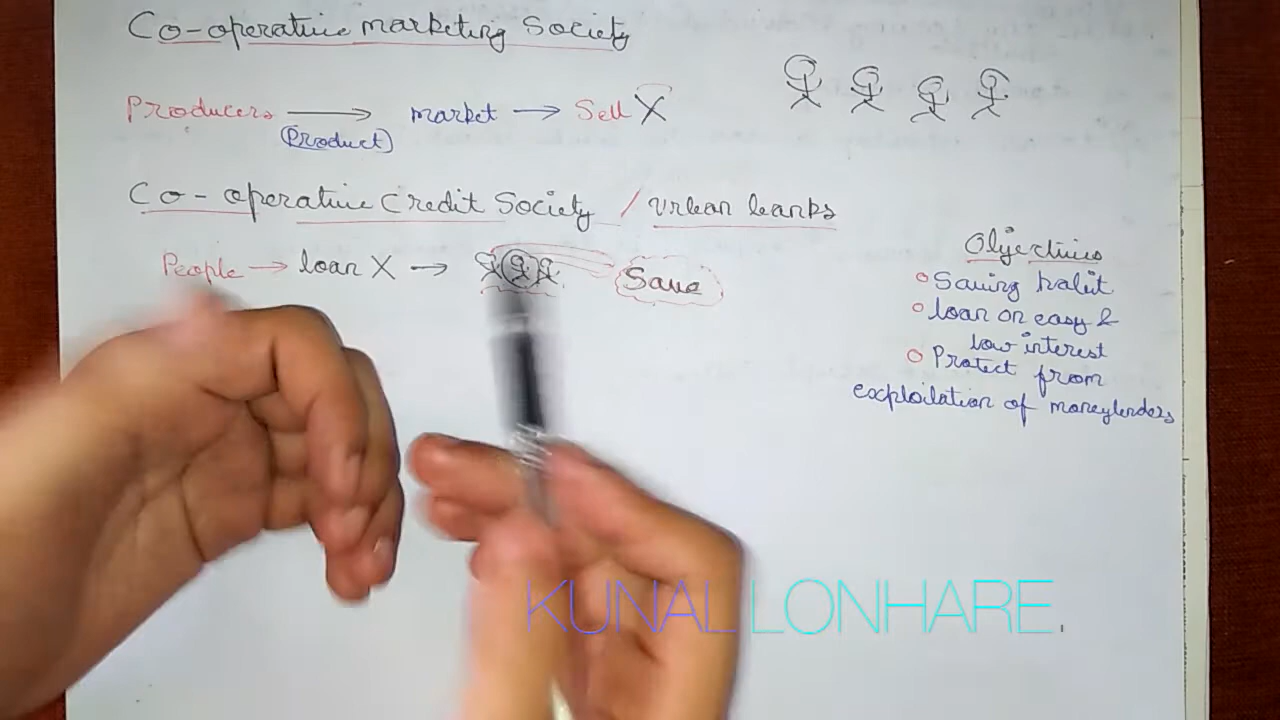 Co-operative marketing Society
Producers → market → Sell X
(Product)
Co-operative Credit Society / Urban banks
People → loan X → Save
Objectives
Saving habit
loan on easy &
low interest
Protect from
exploitation of moneylenders
KUNAL LONHARE.